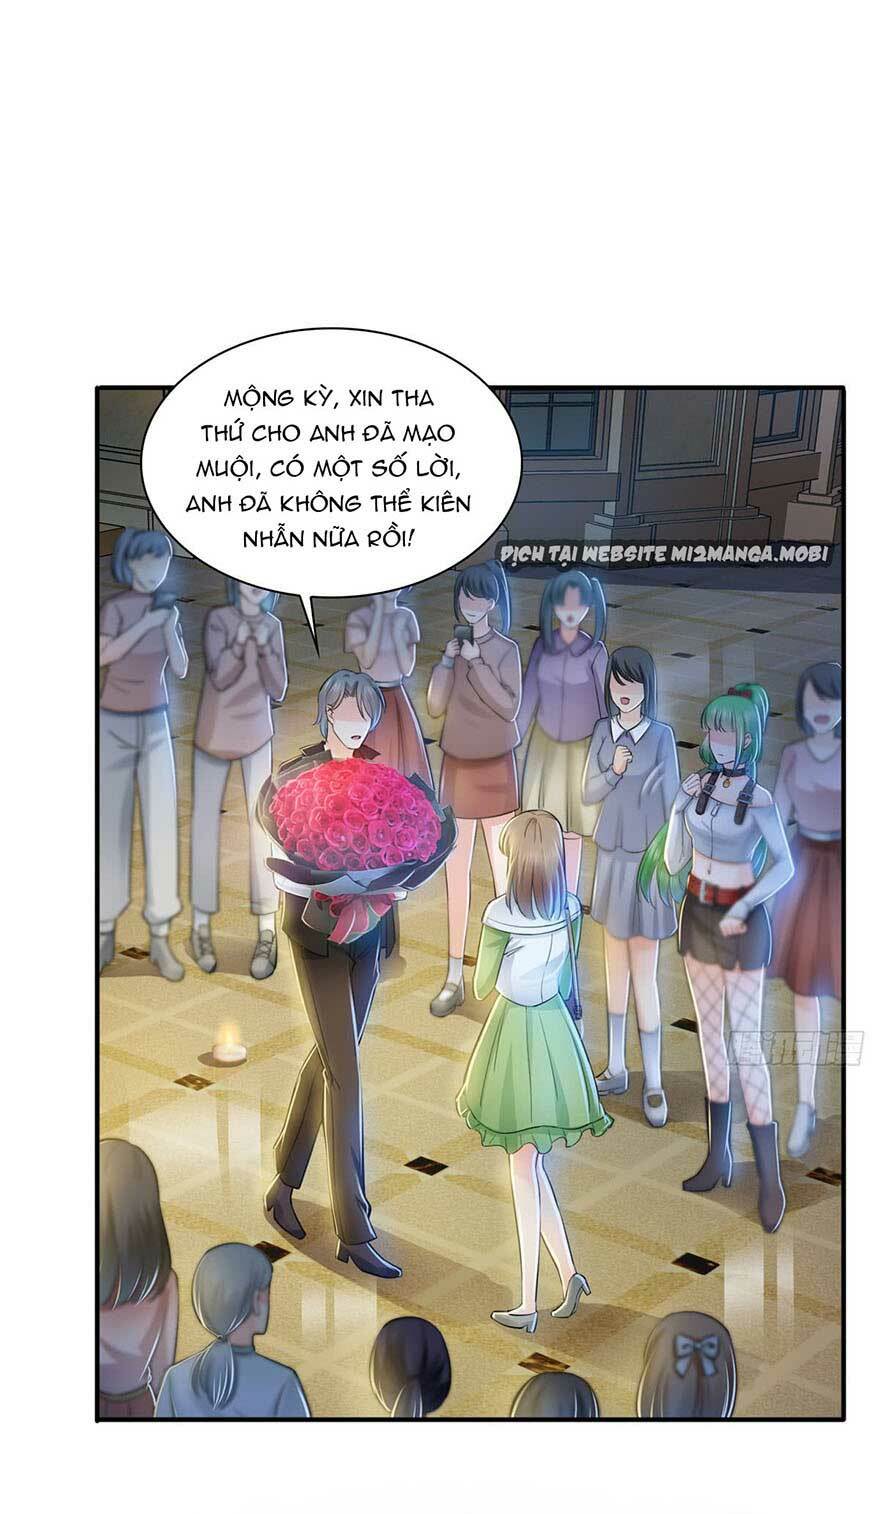 MỘNG KỲ, XIN THA
THỨ CHO ANH ĐÃ MẠO
MUỘI, CÓ MỘT SỐ LỜI,
ANH ĐÃ KHÔNG THỂ KIÊN
NHẪN NỮA RỒI!
DỊCH TẠI WEBSITE MI2MANGA.MOBI